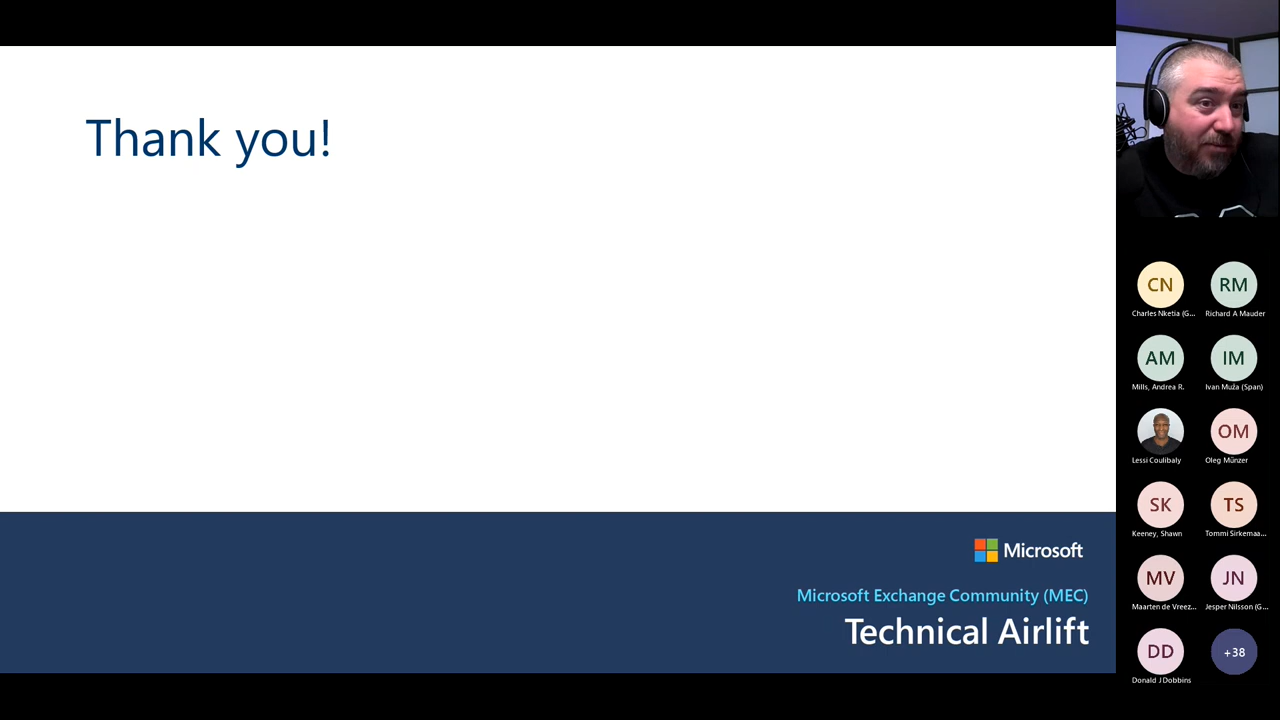 Thank you!
Microsoft
Microsoft Exchange Community (MEC)
Technical Airlift
CN
RM
Charles Nketia (G...
Richard A Mauder
AM
IM
Mills, Andrea R.
Ivan Muža (Span)
OM
Lessi Coulibaly
Oleg Münzer
SK
TS
Keeney, Shawn
Tommi Sirkemaa...
MV
JN
Maarten de Vreez...
Jesper Nilsson (G...
DD
+38
Donald J Dobbins